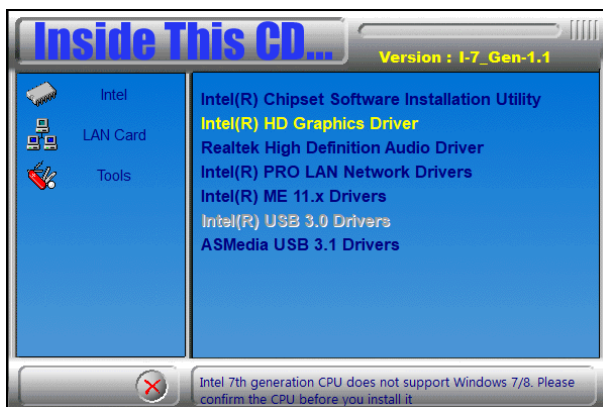 Inside This CD...
Version : I-7_Gen-1.1
Intel
LAN Card
Tools
Intel(R) Chipset Software Installation Utility
Intel(R) HD Graphics Driver
Realtek High Definition Audio Driver
Intel(R) PRO LAN Network Drivers
Intel(R) ME 11.x Drivers
Intel(R) USB 3.0 Drivers
ASMedia USB 3.1 Drivers
Intel 7th generation CPU does not support Windows 7/8. Please
confirm the CPU before you install it